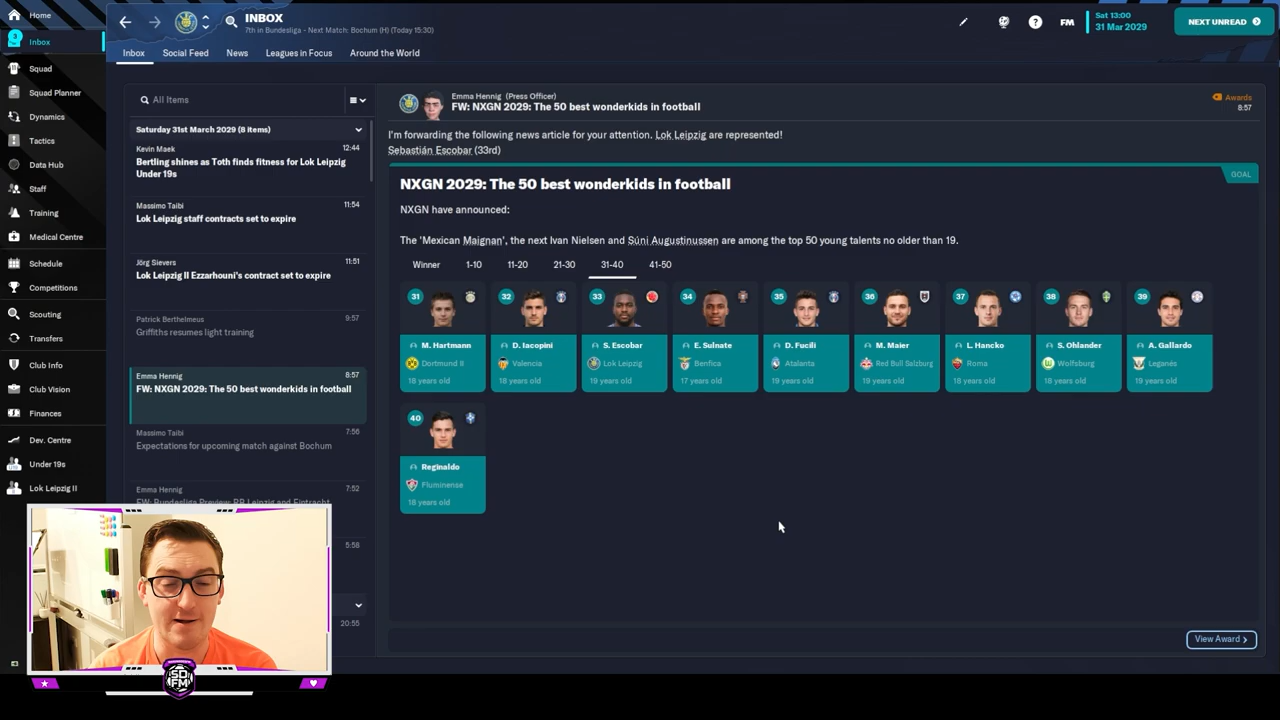 Home
3
Inbox
Squad
Squad Planner
Dynamics
Tactics
Data Hub
Staff
Training
Medical Centre
Schedule
Competitions
Scouting
Transfers
Club Info
Club Vision
Finances
Dev. Centre
Under 19s
Lok Leipzig II
INBOX
7th in Bundesliga - Next Match: Bochum (H) (Today 15:30)
FM
Sat 13:00
31 Mar 2029
NEXT UNREAD
Inbox Social Feed News Leagues in Focus Around the World
All Items
Saturday 31st March 2029 (8 items)
Kevin Maek 12:44
Bertling shines as Toth finds fitness for Lok Leipzig
Under 19s
Massimo Taibi 11:54
Lok Leipzig staff contracts set to expire
Jörg Sievers 11:51
Lok Leipzig II Ezzarhouni's contract set to expire
Patrick Berthelmeus 9:57
Griffiths resumes light training
Emma Hennig 8:57
FW: NXGN 2029: The 50 best wonderkids in football
Massimo Taibi 7:56
Expectations for upcoming match against Bochum
Emma Hennig 7:52
FW: Bundesliga Preview: RB Leipzig and Eintracht
5:58
20:55
Emma Hennig (Press Officer)
FW: NXGN 2029: The 50 best wonderkids in football
Awards
8:57
I'm forwarding the following news article for your attention. Lok Leipzig are represented!
Sebastián Escobar (33rd)
NXGN 2029: The 50 best wonderkids in football
GOAL
NXGN have announced:
The 'Mexican Maignan', the next Ivan Nielsen and Súni Augustinussen are among the top 50 young talents no older than 19.
Winner 1-10 11-20 21-30 31-40 41-50
31 32 33 34 35 36 37 38 39
M. Hartmann D. Iacopini S. Escobar E. Sulnate D. Fucili M. Maier L. Hancko S. Ohlander A. Gallardo
Dortmund II Valencia Lok Leipzig Benfica Atalanta Red Bull Salzburg Roma Wolfsburg Leganés
18 years old 18 years old 19 years old 17 years old 19 years old 19 years old 18 years old 18 years old 19 years old
40
Reginaldo
Fluminense
18 years old
View Award
SD
FM